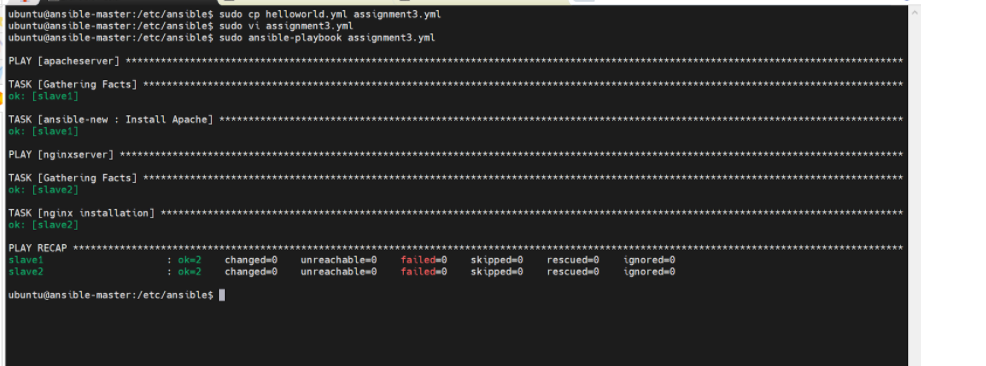 ubuntu@ansible-master:/etc/ansible$ sudo cp helloworld.yml assignment3.yml
ubuntu@ansible-master:/etc/ansible$ sudo vi assignment3.yml
ubuntu@ansible-master:/etc/ansible$ sudo ansible-playbook assignment3.yml
PLAY [apacheserver] ************************************************************************************************************************************
TASK [Gathering Facts] *********************************************************************************************************************************
ok: [slave1]
TASK [ansible-new : Install Apache] ********************************************************************************************************************
ok: [slave1]
PLAY [nginxserver] *************************************************************************************************************************************
TASK [Gathering Facts] *********************************************************************************************************************************
ok: [slave2]
TASK [nginx installation] ******************************************************************************************************************************
ok: [slave2]
PLAY RECAP *********************************************************************************************************************************************
slave1 : ok=2 changed=0 unreachable=0 failed=0 skipped=0 rescued=0 ignored=0
slave2 : ok=2 changed=0 unreachable=0 failed=0 skipped=0 rescued=0 ignored=0
ubuntu@ansible-master:/etc/ansible$